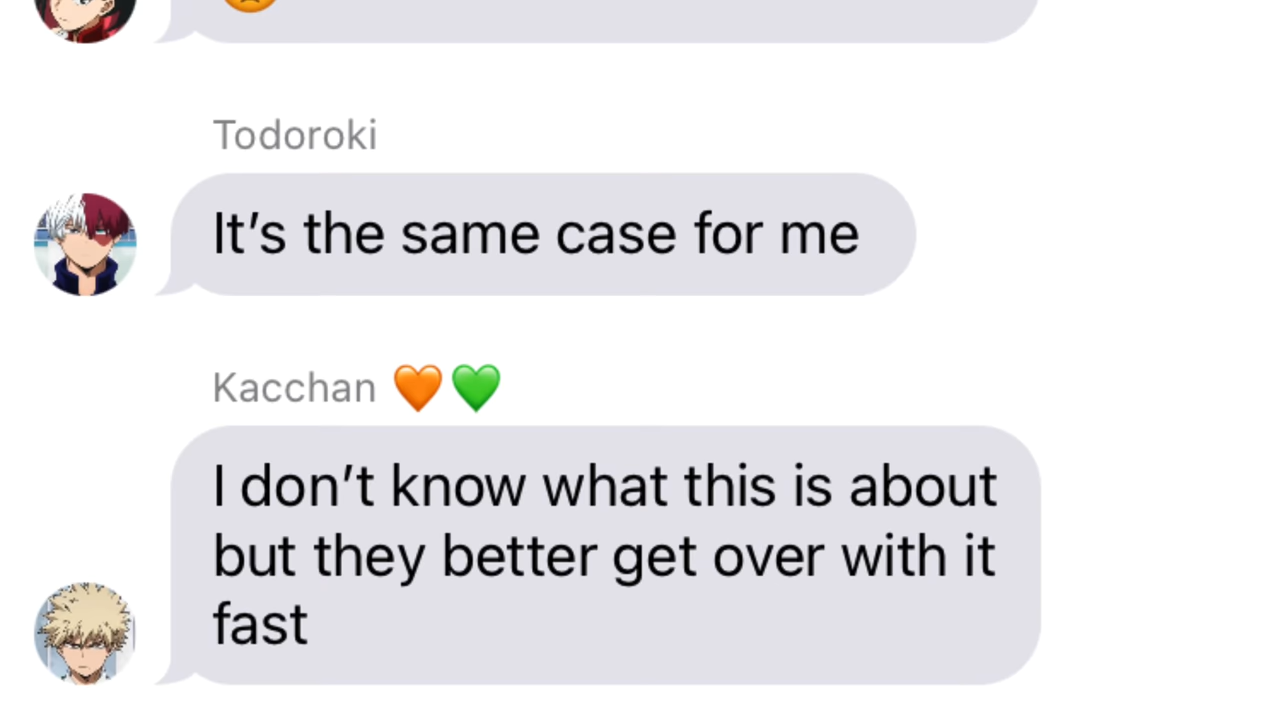 Todoroki
It’s the same case for me
Kacchan 🧡💚
I don’t know what this is about
but they better get over with it
fast